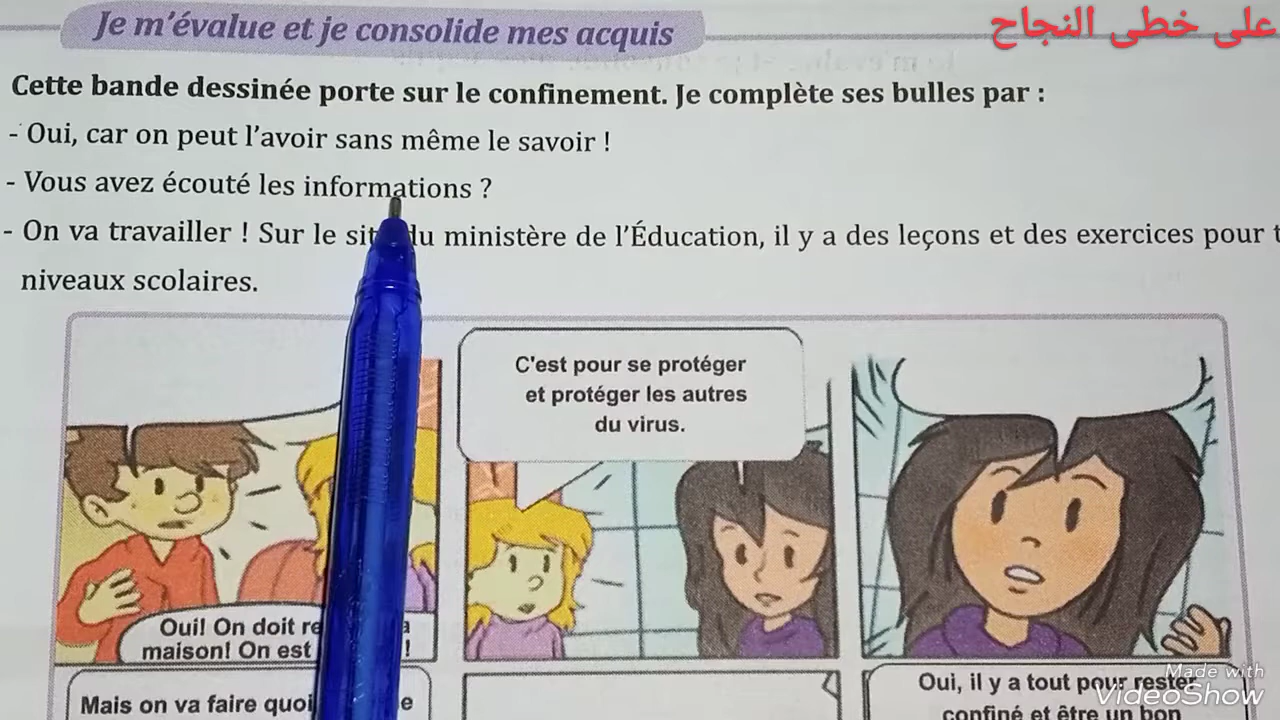 على خطى النجاح
Je m'évalue et je consolide mes acquis
Cette bande dessinée porte sur le confinement. Je complète ses bulles par :
- Oui, car on peut l'avoir sans même le savoir !
- Vous avez écouté les informations ?
- On va travailler ! Sur le du ministère de l'Éducation, il y a des leçons et des exercices pour
niveaux scolaires.
C'est pour se protéger
et protéger les autres
du virus.
Oui! On doit
maison! On est !
Mais on va faire quoi
Oui, il y a tout pour rester
confiné et être un bon
Made with
VideoShow